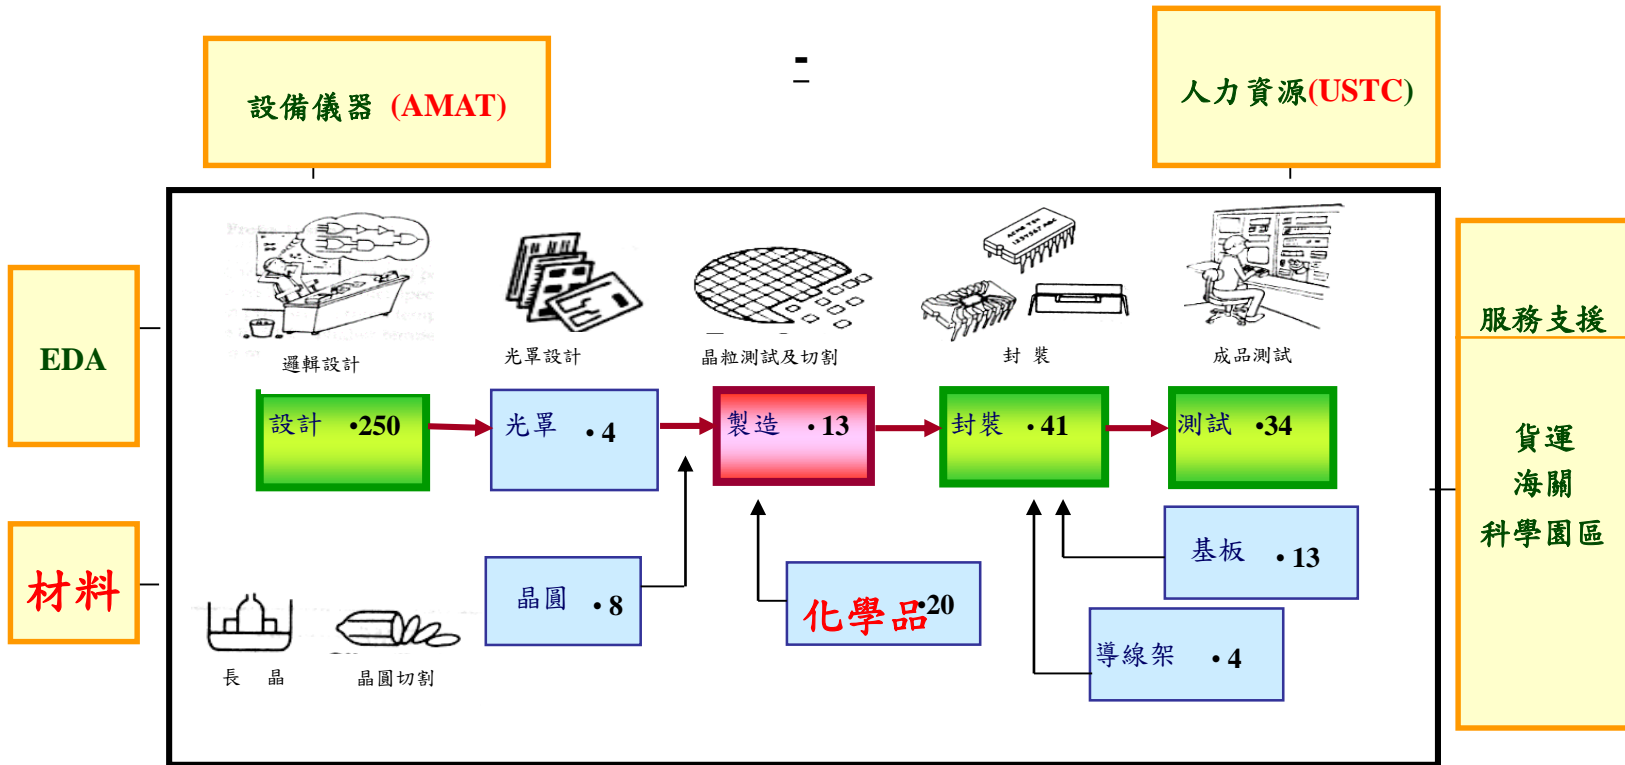 -
設備儀器 (AMAT)
人力資源(USTC)
EDA
材料
服務支援
貨運
海關
科學園區
邏輯設計
光罩設計
晶粒測試及切割
封 裝
成品測試
設計 •250
光罩 •4
製造 •13
封裝 •41
測試 •34
晶圓 •8
化學品 •20
基板 •13
導線架 •4
長 晶
晶圓切割